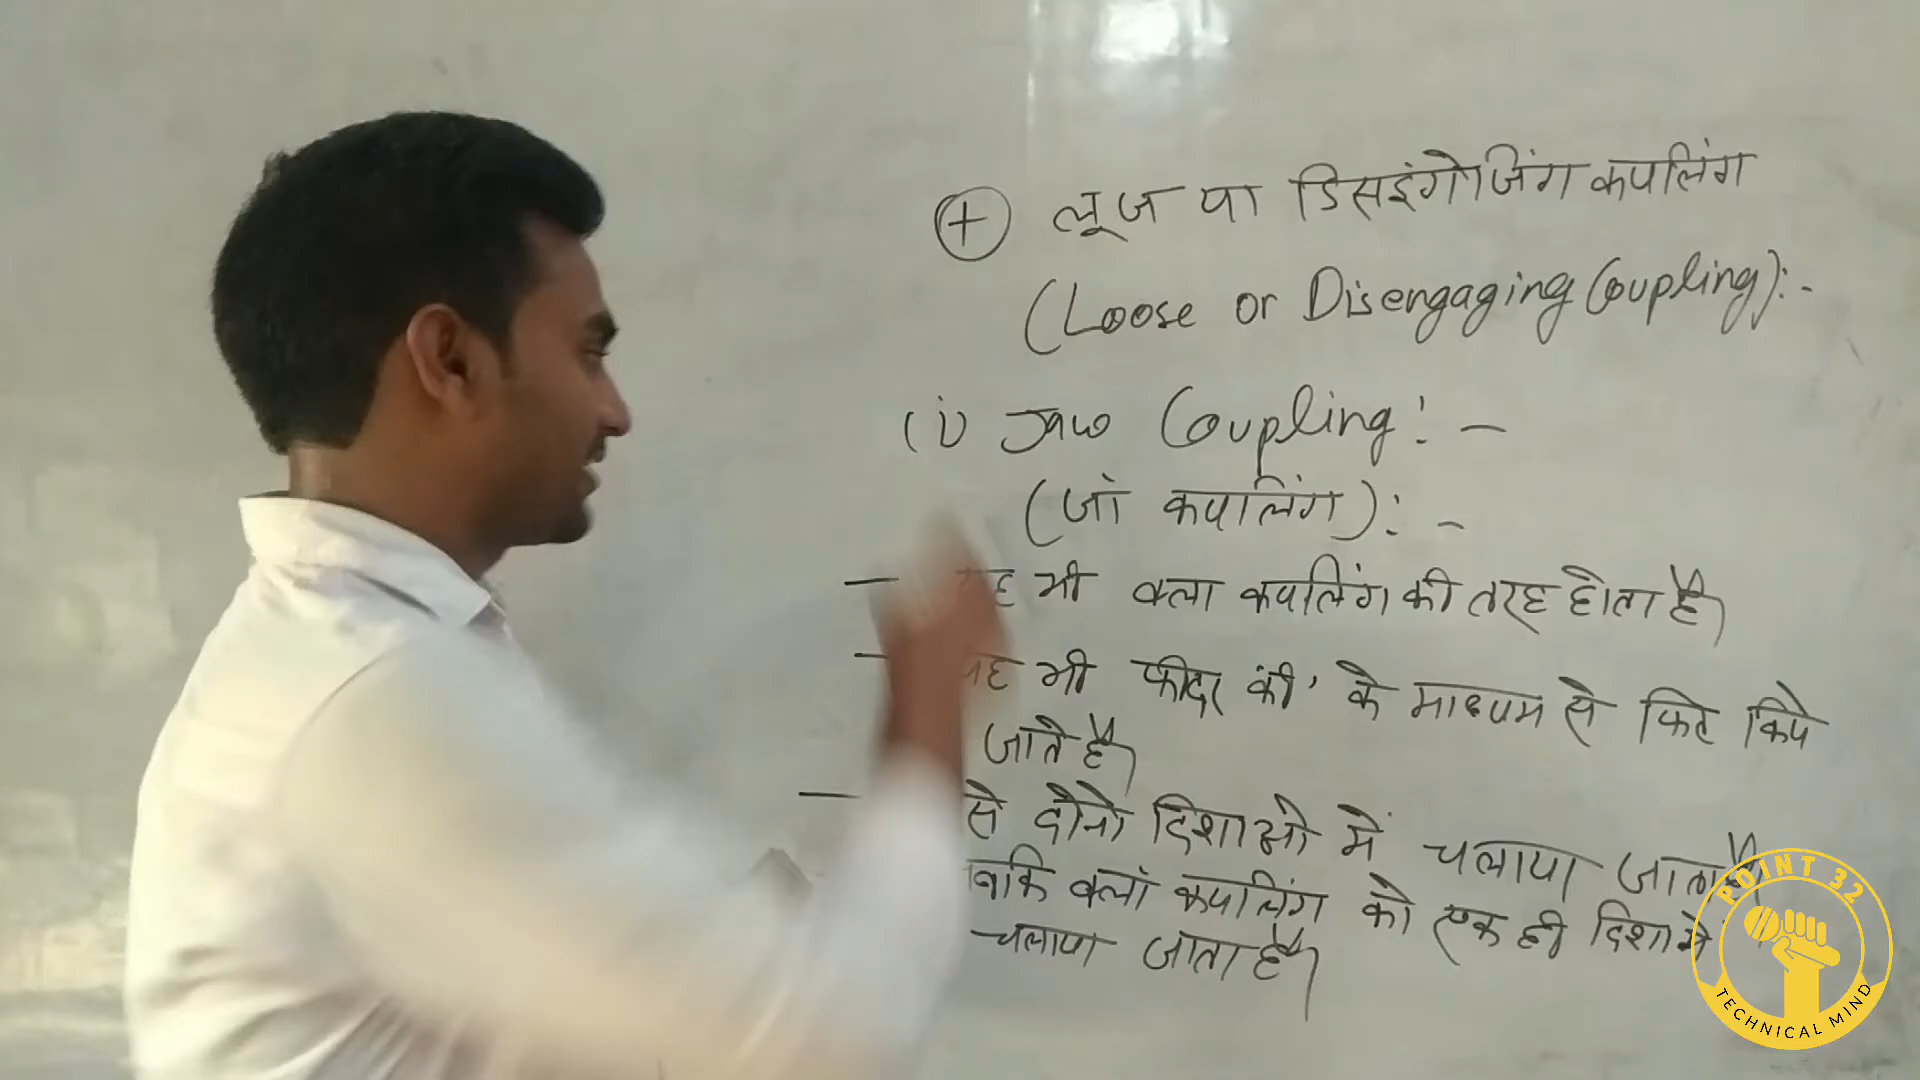 + लूज या डिसइंगेजिंग कपलिंग
(Loose or Disengaging Coupling):-
(i) Jaw Coupling:-
(जॉ कपलिंग):-
भी क्ला कपलिंग की तरह होता है
भी फीदर की' के माध्यम से फिट किये
जाते है
से दोनो दिशाओ में चलाया जाता है
क्लॉ कपलिंग को एक ही दिशा मे
चलाया जाता है
POINT 32
TECHNICAL MIND